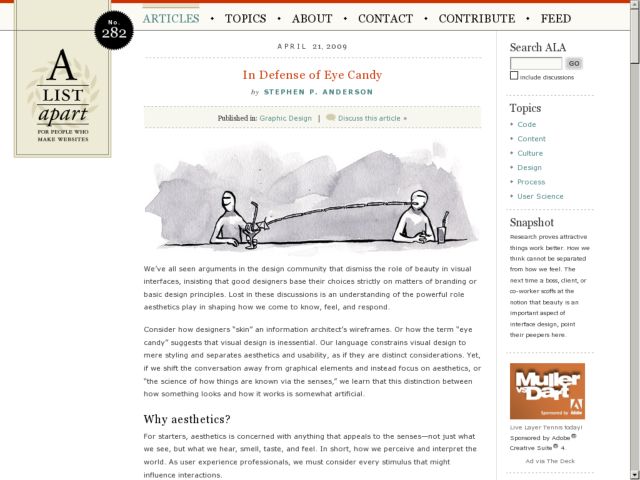 ARTICLES • TOPICS • ABOUT • CONTACT • CONTRIBUTE • FEED
No.
282
A
LIST
apart
FOR PEOPLE WHO
MAKE WEBSITES
APRIL 21, 2009
In Defense of Eye Candy
by STEPHEN P. ANDERSON
Published in: Graphic Design | Discuss this article »
We've all seen arguments in the design community that dismiss the role of beauty in visual
interfaces, insisting that good designers base their choices strictly on matters of branding or
basic design principles. Lost in these discussions is an understanding of the powerful role
aesthetics play in shaping how we come to know, feel, and respond.
Consider how designers “skin” an information architect's wireframes. Or how the term “eye
candy” suggests that visual design is inessential. Our language constrains visual design to
mere styling and separates aesthetics and usability, as if they are distinct considerations. Yet,
if we shift the conversation away from graphical elements and instead focus on aesthetics, or
“the science of how things are known via the senses,” we learn that this distinction between
how something looks and how it works is somewhat artificial.
Why aesthetics?
For starters, aesthetics is concerned with anything that appeals to the senses—not just what
we see, but what we hear, smell, taste, and feel. In short, how we perceive and interpret the
world. As user experience professionals, we must consider every stimulus that might
influence interactions.
Search ALA
GO
include discussions
Topics
Code
Content
Culture
Design
Process
User Science
Snapshot
Research proves attractive
things work better. How we
think cannot be separated
from how we feel. The
next time a boss, client, or
co-worker scoffs at the
notion that beauty is an
important aspect of
interface design, point
their peepers here.
Muller
vs Dart
Sponsored by Adobe
Live Layer Tennis today!
Sponsored by Adobe®
Creative Suite® 4.
Ad via The Deck